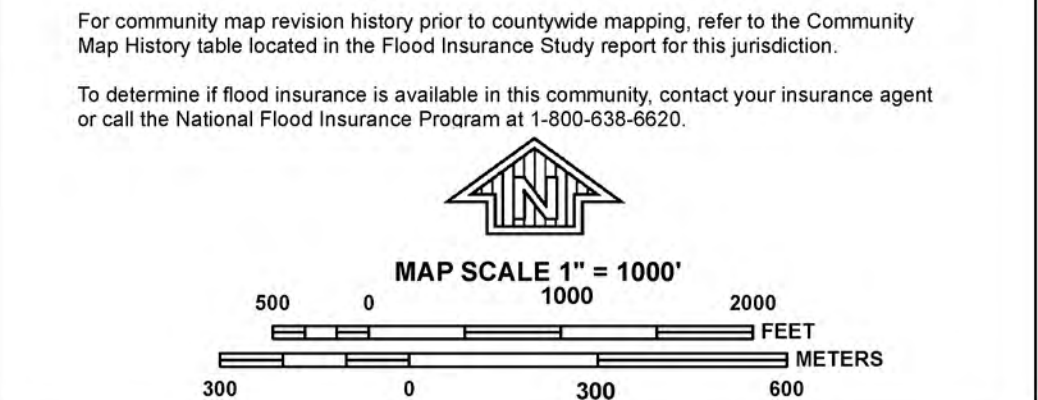 For community map revision history prior to countywide mapping, refer to the Community
Map History table located in the Flood Insurance Study report for this jurisdiction.
To determine if flood insurance is available in this community, contact your insurance agent
or call the National Flood Insurance Program at 1-800-638-6620.
N
MAP SCALE 1" = 1000'
500 0 1000 2000
FEET
METERS
300 0 300 600